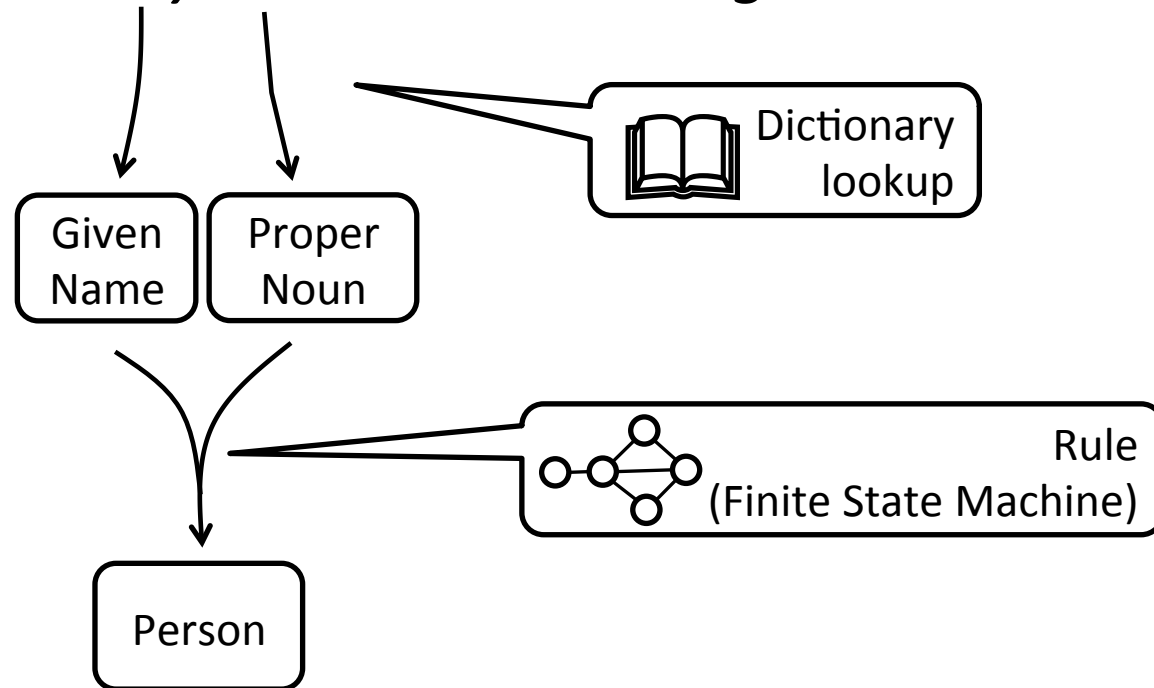 Dictionary
lookup
Given
Name
Proper
Noun
Rule
(Finite State Machine)
Person